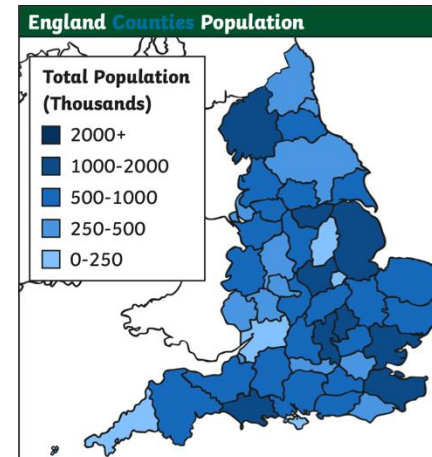 England Counties Population
Total Population
(Thousands)
2000+
1000-2000
500-1000
250-500
0-250